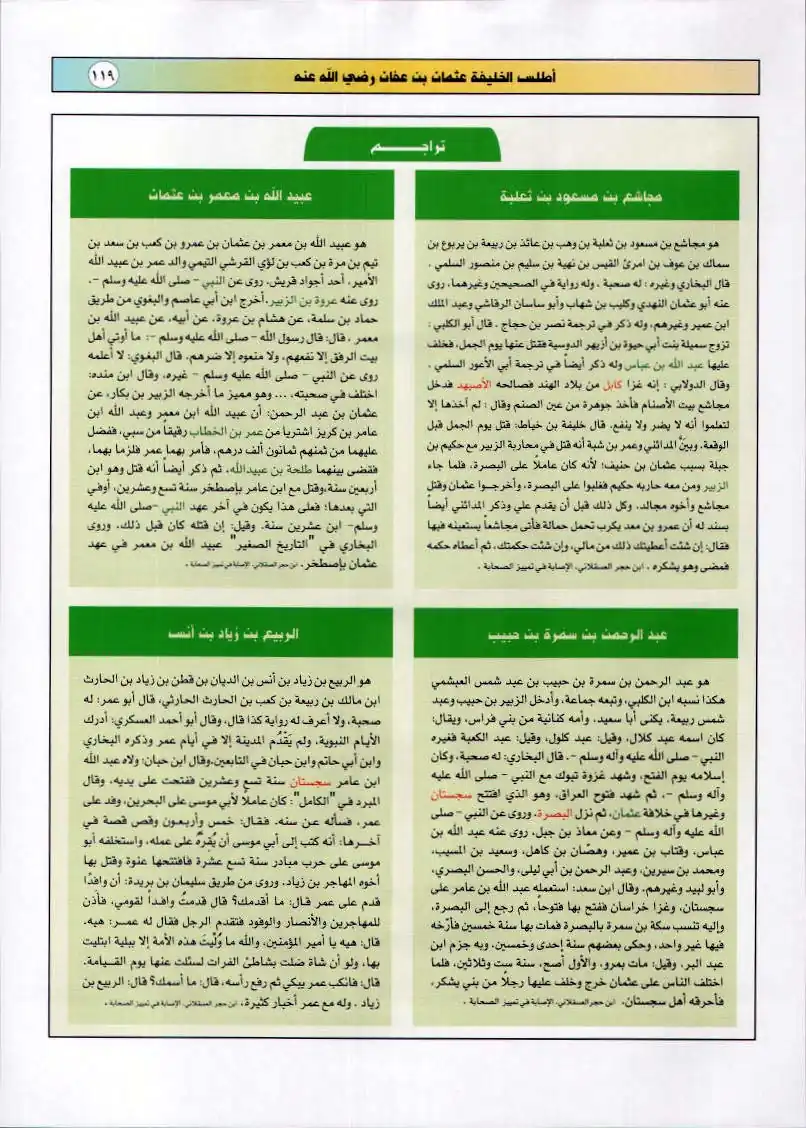 أطلس الخليفة عثمان بن عفان رضي الله عنه
١١٩
تراجم
مجاشع بن مسعود بن ثعلبة
هو مجاشع بن مسعود بن ثعلبة بن وهب بن عائذ بن ربيعة بن يربوع بن
سماك بن عوف بن امرئ القيس بن نهية بن سليم بن منصور السلمي .
قال البخاري وغيره : له صحبة . وله رواية في الصحيحين وغيرهما، روى
عنه أبو عثمان النهدي وكليب بن شهاب وأبو ساسان الرقاشي وعبد الملك
ابن عمير وغيرهم، وله ذكر في ترجمة نصر بن حجاج . قال أبو الكلبي :
تزوج سميلة بنت أبي حيوة بن أزيهر الدوسية فقتل عنها يوم الجمل، فخلف
عليها عبد الله بن عباس وله ذكر أيضاً في ترجمة أبي الأعور السلمي .
وقال الدولابي : إنه غزا كابل من بلاد الهند فصالحه الأصبهد فدخل
مجاشع بيت الأصنام فأخذ جوهرة من عين الصنم وقال : لم أخذها إلا
لتعلموا أنه لا يضر ولا ينفع. قال خليفة بن خياط: قتل يوم الجمل قبل
الوقعة. وبيَّن المدائني وعمر بن شبة أنه قتل في محاربة الزبير مع حكيم بن
جبلة بسبب عثمان بن حنيف؛ لأنه كان عاملاً على البصرة، فلما جاء
الزبير ومن معه حاربه حكيم فغلبوا على البصرة، وأخرجوا عثمان وقتل
مجاشع وأخوه مجالد. وكل ذلك قبل أن يقدم علي وذكر المدائني أيضاً
بسند له أن عمرو بن معد يكرب تحمل حمالة فأتى مجاشعاً يستعينه فيها
فقال: إن شئت أعطيتك ذلك من مالي، وإن شئت حكمتك، ثم أعطاه حكمه
فمضى وهو يشكره . ابن حجر العسقلاني، الإصابة في تمييز الصحابة .
عبيد الله بن معمر بن عثمان
هو عبيد الله بن معمر بن عثمان بن عمرو بن كعب بن سعد بن
تيم بن مرة بن كعب بن لؤي القرشي التيمي والد عمر بن عبيد الله
الأمير، أحد أجواد قريش. روى عن النبي – صلى الله عليه وسلم –.
روى عنه عروة بن الزبير. أخرج ابن أبي عاصم والبغوي من طريق
حماد بن سلمة، عن هشام بن عروة، عن أبيه، عن عبيد الله بن
معمر ، قال: قال رسول الله – صلى الله عليه وسلم –: ما أوتي أهل
بيت الرفق إلا نفعهم، ولا منعوه إلا ضرهم. قال البغوي: لا أعلمه
روى عن النبي – صلى الله عليه وسلم – غيره، وقال ابن منده:
اختلف في صحبته، ... وهو مميز ما أخرجه الزبير بن بكار، عن
عثمان بن عبد الرحمن: أن عبيد الله ابن معمر وعبد الله ابن
عامر بن كريز اشتريا من عمر بن الخطاب رقيقاً من سبي، ففضل
عليهما من ثمنهم ثمانون ألف درهم، فأمر بهما عمر فلزما بهما،
فقضى بينهما طلحة بن عبيدالله. ثم ذكر أيضاً أنه قتل وهو ابن
أربعين سنة،وقتل مع ابن عامر بإصطخر سنة تسع وعشرين، أوفي
التي بعدها؛ فعلى هذا يكون في آخر عهد النبي –صلى الله عليه
وسلم– ابن عشرين سنة. وقيل: إن قتله كان قبل ذلك. وروى
البخاري في "التاريخ الصغير" عبيد الله بن معمر في عهد
عثمان بإصطخر. ابن حجر العسقلاني، الإصابة في تمييز الصحابة .
عبد الرحمن بن سمرة بن حبيب
هو عبد الرحمن بن سمرة بن حبيب بن عبد شمس العبشمي
هكذا نسبه ابن الكلبي، وتبعه جماعة، وأدخل الزبير بن حبيب وعبد
شمس ربيعة، يكنى أبا سعيد، وأمه كنانية من بني فراس، ويقال:
كان اسمه عبد كلال، وقيل: عبد كلول، وقيل: عبد الكعبة فغيره
النبي – صلى الله عليه وآله وسلم –. قال البخاري: له صحبة، وكان
إسلامه يوم الفتح، وشهد غزوة تبوك مع النبي – صلى الله عليه
وآله وسلم –، ثم شهد فتوح العراق، وهو الذي افتتح سجستان
وغيرها في خلافة عثمان، ثم نزل البصرة. وروى عن النبي – صلى
الله عليه وآله وسلم – وعن معاذ بن جبل، روى عنه عبد الله بن
عباس، وقتاب بن عمير، وهصَّان بن كاهل، وسعيد بن المسيب،
ومحمد بن سيرين، وعبد الرحمن بن أبي ليلى، والحسن البصري،
وأبو لبيد وغيرهم. وقال ابن سعد: استعمله عبد الله بن عامر على
سجستان، وغزا خراسان ففتح بها فتوحاً، ثم رجع إلى البصرة،
وإليه تنسب سكة بن سمرة بالبصرة فمات بها سنة خمسين فأرّخه
فيها غير واحد، وحكى بعضهم سنة إحدى وخمسين، وبه جزم ابن
عبد البر، وقيل: مات بمرو، والأول أصح، سنة ست وثلاثين، فلما
اختلف الناس على عثمان خرج وخلف عليها رجلاً من بني يشكر،
فأخرقه أهل سجستان. ابن حجر العسقلاني، الإصابة في تمييز الصحابة .
الربيع بن زياد بن أنس
هو الربيع بن زياد بن أنس بن الديان بن قطن بن زياد بن الحارث
ابن مالك بن ربيعة بن كعب بن الحارث الحارثي، قال أبو عمر: له
صحبة، ولا أعرف له رواية كذا قال، وقال أبو أحمد العسكري: أدرك
الأيام النبوية، ولم يَقْدُم المدينة إلا في أيام عمر وذكره البخاري
وابن أبي حاتم وابن حبان في التابعين.وقال ابن حبان: ولاه عبد الله
ابن عامر سجستان سنة تسع وعشرين ففتحت على يديه، وقال
المبرد في "الكامل": كان عاملاً لأبي موسى على البحرين، وفد على
عمر، فسأله عن سنه. فقال: خمس وأربعون وقص قصة في
آخرها: أنه كتب إلى أبي موسى أن يُقرَّه على عمله، واستخلفه أبو
موسى على حرب مبادر سنة تسع عشرة فافتتحها عنوة وقتل بها
أخوه المهاجر بن زياد. وروى من طريق سليمان بن بريدة: أن وافدًا
قدم على عمر قال: ما أقدمك؟ قال قدمتُ وافداً لقومي، فأذن
للمهاجرين والأنصار والوفود فتقدم الرجل فقال له عمر: هيه.
قال: هيه يا أمير المؤمنين، والله ما وُلِّيتَ هذه الأمة إلا ببلية ابتليت
بها، ولو أن شاة ضلت بشاطئ الفرات لسئلت عنها يوم القيامة.
قال: فانكب عمر يبكي ثم رفع رأسه، قال: ما أسمك؟ قال: الربيع بن
زياد . وله مع عمر أخبار كثيرة، ابن حجر العسقلاني، الإصابة في تمييز الصحابة .